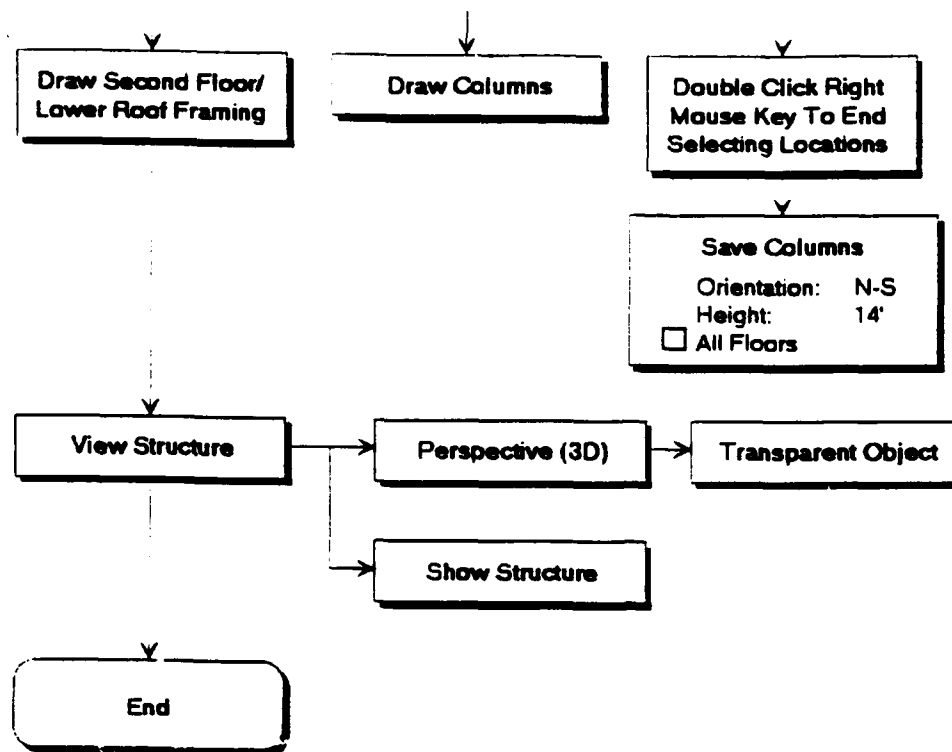 Draw Second Floor/
Lower Roof Framing
Draw Columns
Double Click Right
Mouse Key To End
Selecting Locations
Save Columns
Orientation: N-S
Height: 14'
All Floors
View Structure
Perspective (3D)
Transparent Object
Show Structure
End